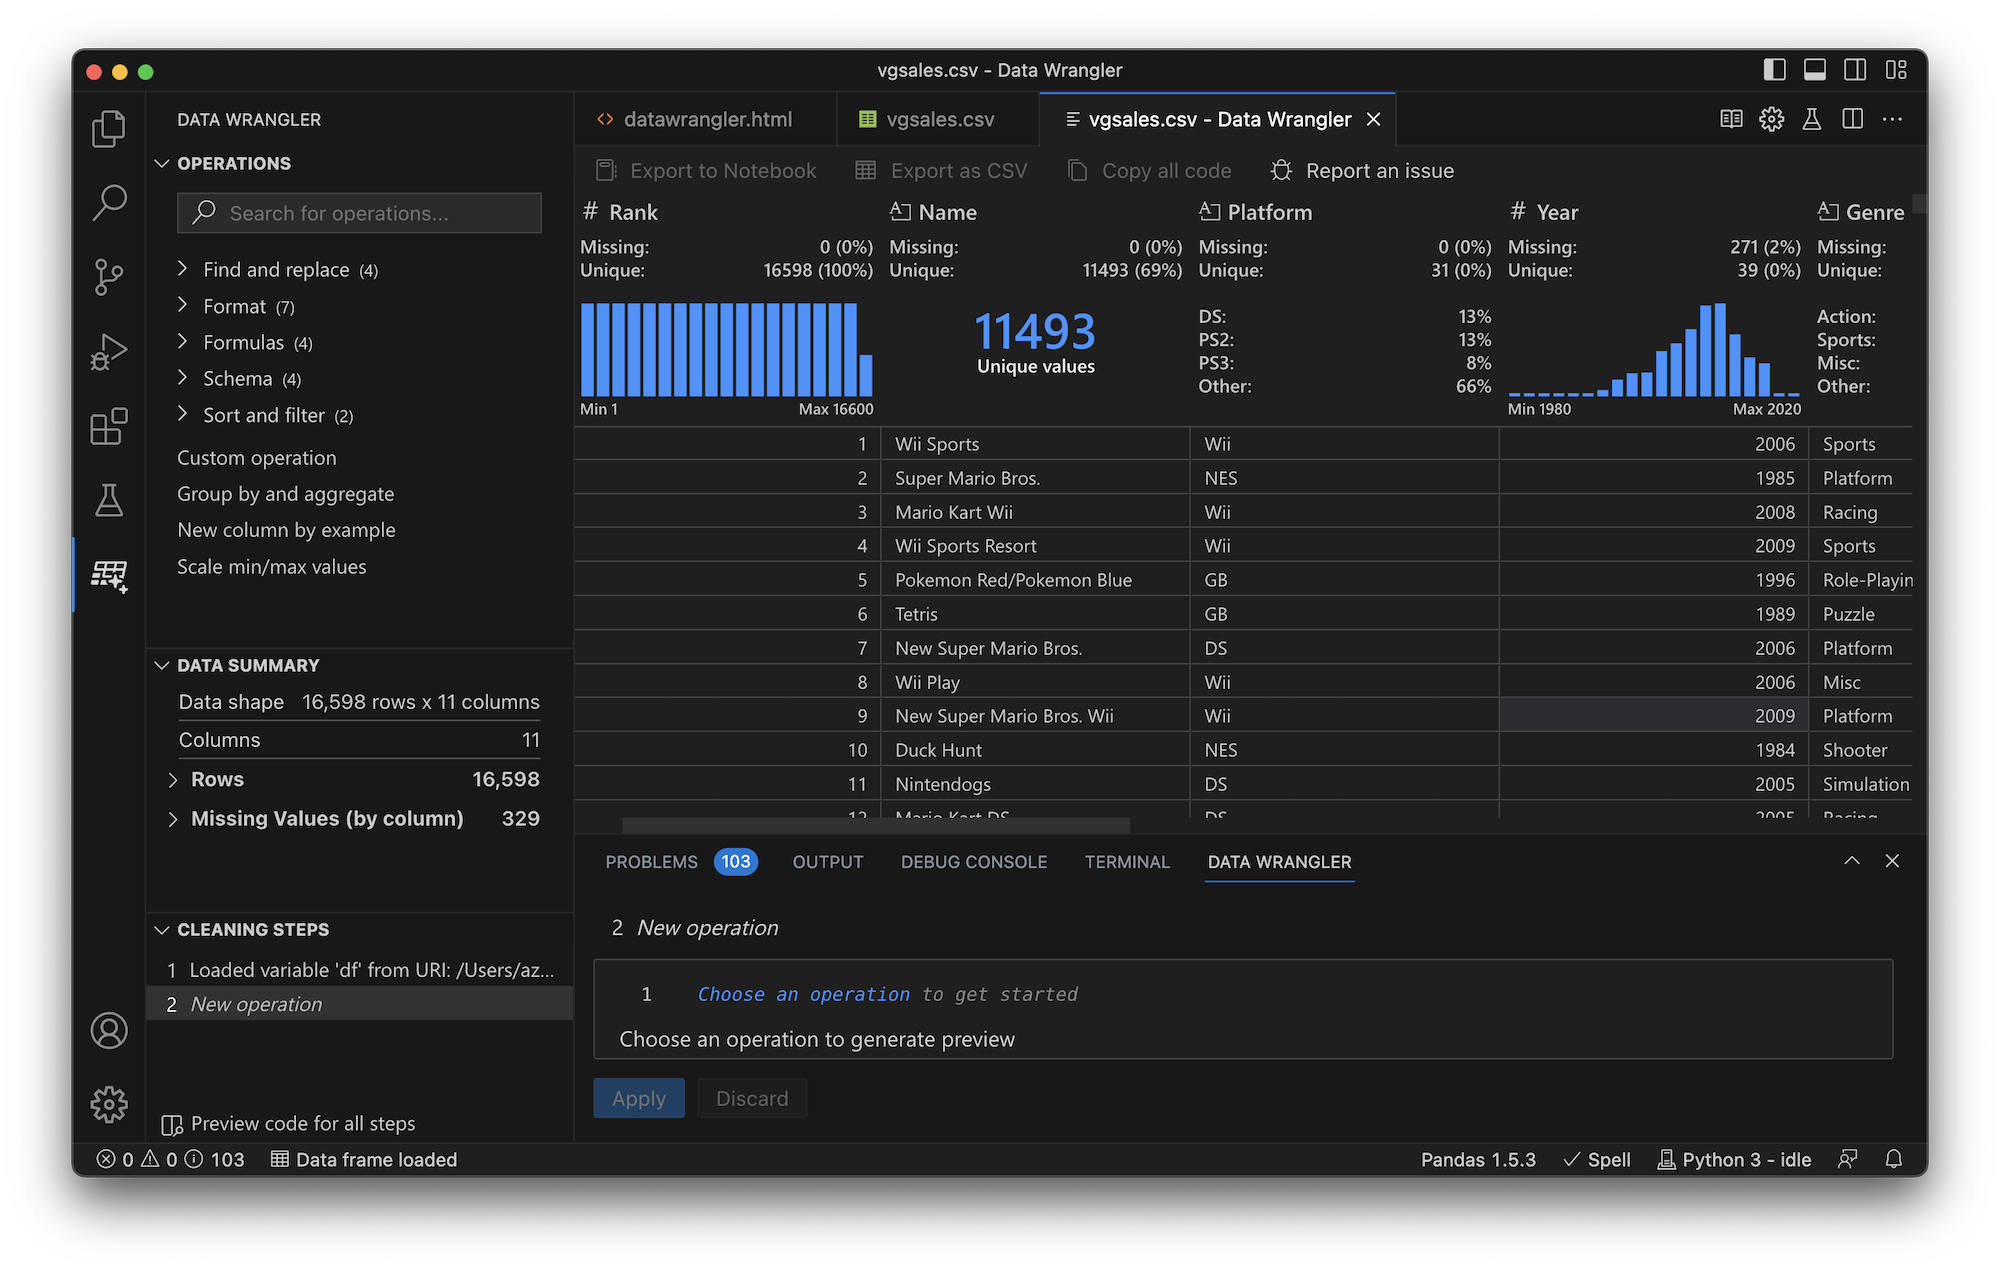 vgsales.csv - Data Wrangler
DATA WRANGLER
OPERATIONS
Search for operations...
Find and replace (4)
Format (7)
Formulas (4)
Schema (4)
Sort and filter (2)
Custom operation
Group by and aggregate
New column by example
Scale min/max values
DATA SUMMARY
Data shape 16,598 rows x 11 columns
Columns 11
Rows 16,598
Missing Values (by column) 329
CLEANING STEPS
1 Loaded variable 'df' from URI: /Users/az...
2 New operation
Preview code for all steps
datawrangler.html vgsales.csv vgsales.csv - Data Wrangler
Export to Notebook Export as CSV Copy all code Report an issue
# Rank Name Platform # Year Genre
Missing: 0 (0%) Missing: 0 (0%) Missing: 0 (0%) Missing: 271 (2%) Missing:
Unique: 16598 (100%) Unique: 11493 (69%) Unique: 31 (0%) Unique: 39 (0%) Unique:
11493
Unique values
DS: 13% Action:
PS2: 13% Sports:
PS3: 8% Misc:
Other: 66% Other:
Min 1 Max 16600 Min 1980 Max 2020
1 Wii Sports Wii 2006 Sports
2 Super Mario Bros. NES 1985 Platform
3 Mario Kart Wii Wii 2008 Racing
4 Wii Sports Resort Wii 2009 Sports
5 Pokemon Red/Pokemon Blue GB 1996 Role-Playin
6 Tetris GB 1989 Puzzle
7 New Super Mario Bros. DS 2006 Platform
8 Wii Play Wii 2006 Misc
9 New Super Mario Bros. Wii Wii 2009 Platform
10 Duck Hunt NES 1984 Shooter
11 Nintendogs DS 2005 Simulation
12 Mario Kart DS DS 2005 Racing
PROBLEMS 103 OUTPUT DEBUG CONSOLE TERMINAL DATA WRANGLER
2 New operation
1 Choose an operation to get started
Choose an operation to generate preview
Apply Discard
0 0 103 Data frame loaded Pandas 1.5.3 Spell Python 3 - idle